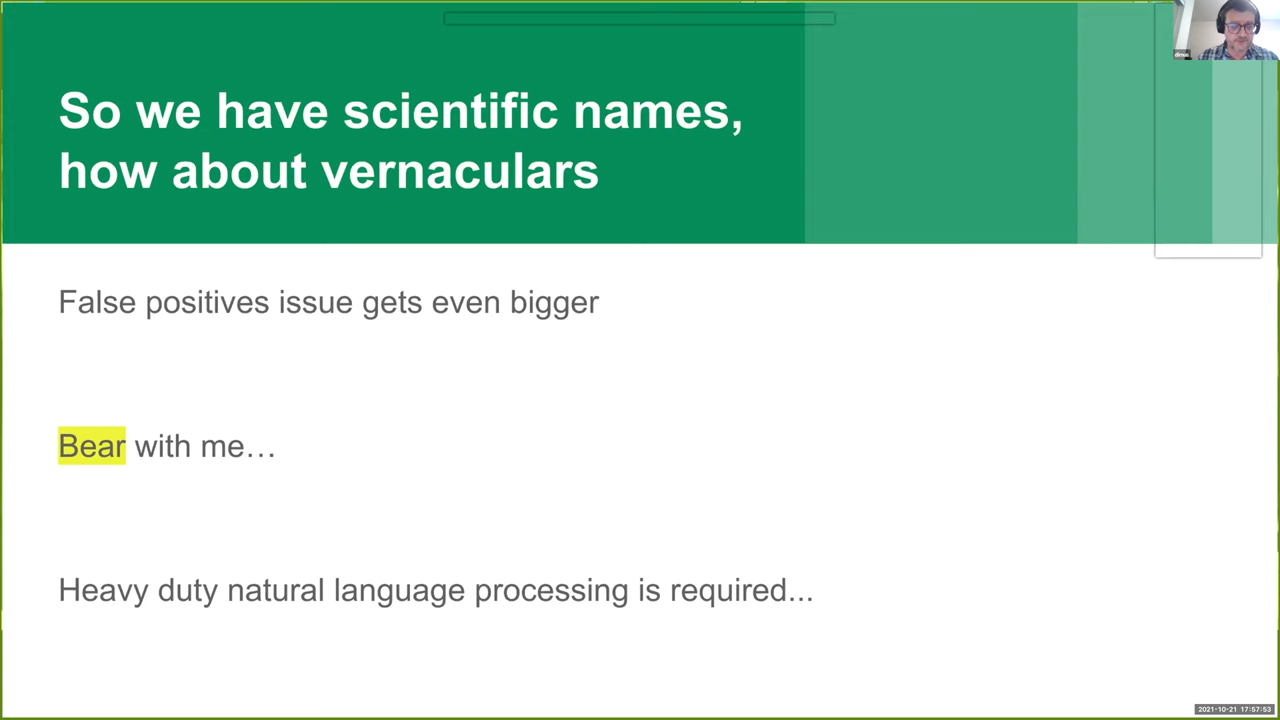 So we have scientific names,
how about vernaculars
False positives issue gets even bigger
Bear with me…
Heavy duty natural language processing is required...
dimus
2021-10-21 17:57:53